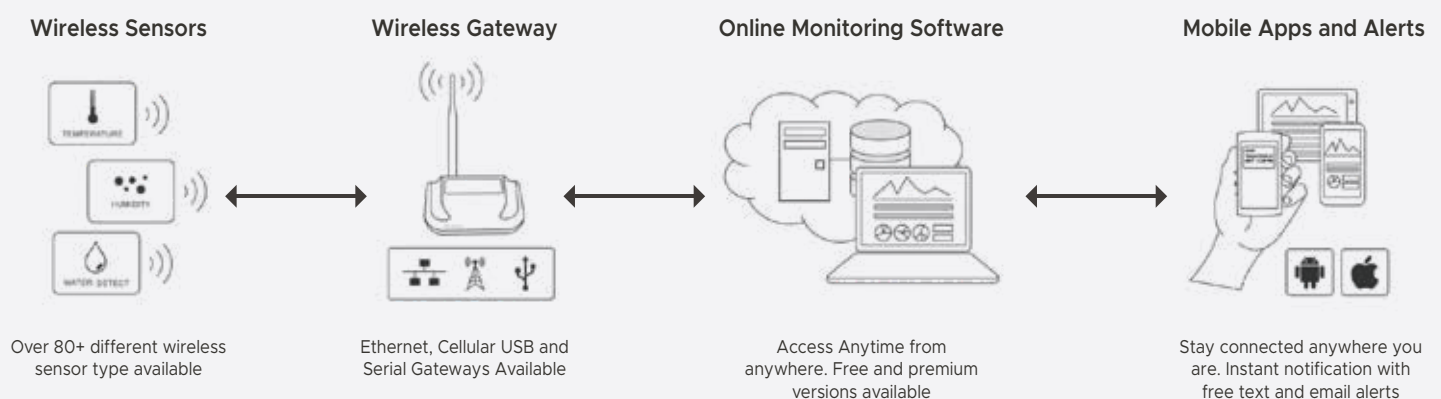 Wireless Sensors
Wireless Gateway
Online Monitoring Software
Mobile Apps and Alerts
TEMPERATURE
HUMIDITY
WATER DETECT
Over 80+ different wireless
sensor type available
Ethernet, Cellular USB and
Serial Gateways Available
Access Anytime from
anywhere. Free and premium
versions available
Stay connected anywhere you
are. Instant notification with
free text and email alerts